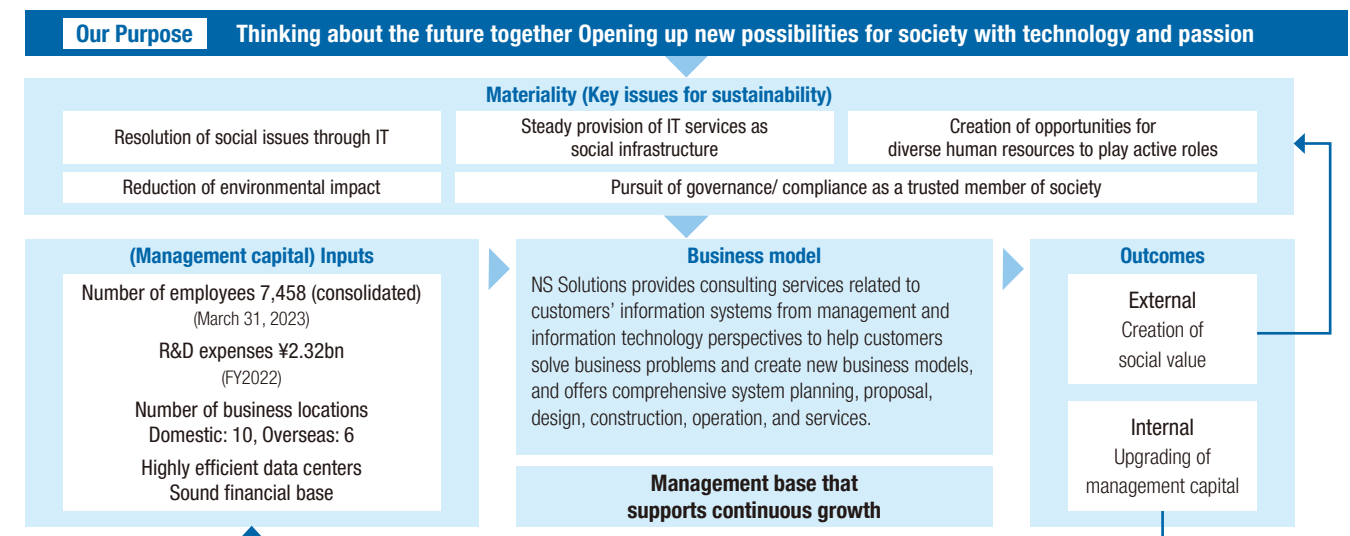 Our Purpose
Thinking about the future together Opening up new possibilities for society with technology and passion
Materiality (Key issues for sustainability)
Resolution of social issues through IT
Steady provision of IT services as
social infrastructure
Creation of opportunities for
diverse human resources to play active roles
Reduction of environmental impact
Pursuit of governance/ compliance as a trusted member of society
(Management capital) Inputs
Number of employees 7,458 (consolidated)
(March 31, 2023)
R&D expenses ¥2.32bn
(FY2022)
Number of business locations
Domestic: 10, Overseas: 6
Highly efficient data centers
Sound financial base
Business model
NS Solutions provides consulting services related to
customers’ information systems from management and
information technology perspectives to help customers
solve business problems and create new business models,
and offers comprehensive system planning, proposal,
design, construction, operation, and services.
Management base that
supports continuous growth
Outcomes
External
Creation of
social value
Internal
Upgrading of
management capital